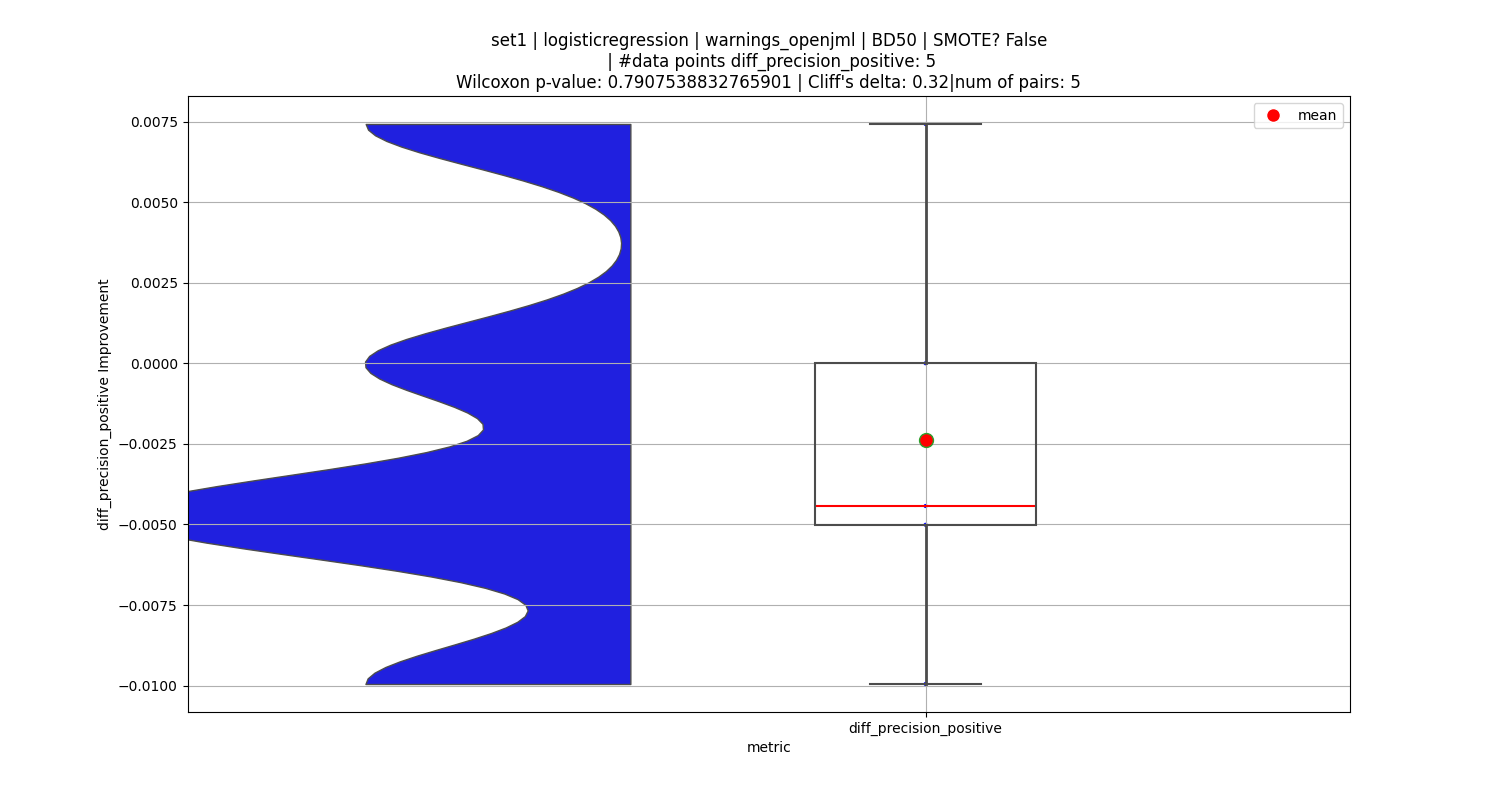 set1 | logisticregression | warnings_openjml | BD50 | SMOTE? False
| #data points diff_precision_positive: 5
Wilcoxon p-value: 0.7907538832765901 | Cliff's delta: 0.32|num of pairs: 5
mean
0.0075
0.0050
0.0025
0.0000
−0.0025
−0.0050
−0.0075
−0.0100
diff_precision_positive Improvement
diff_precision_positive
metric